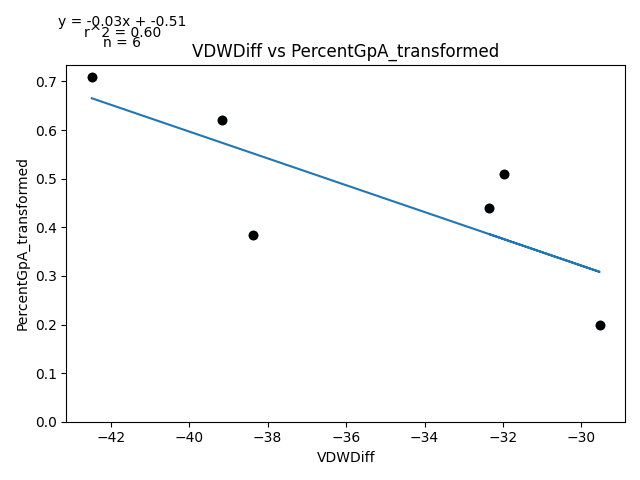 y = -0.03x + -0.51
r^2 = 0.60
n = 6
VDWDiff vs PercentGpA_transformed
PercentGpA_transformed
0.7
0.6
0.5
0.4
0.3
0.2
0.1
0.0
−42
−40
−38
−36
−34
−32
−30
VDWDiff